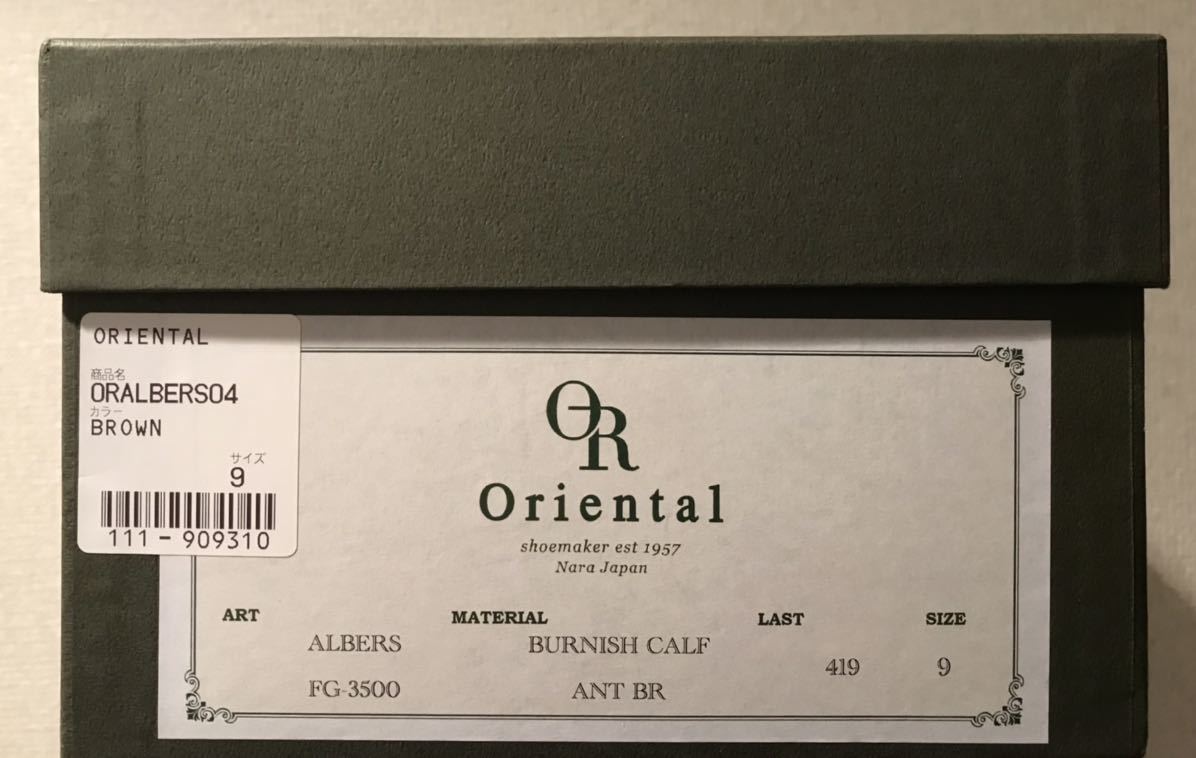 ORIENTAL
商品名
ORALBERS04
カラー
BROWN
サイズ
9
111-909310
OR
Oriental
shoemaker est 1957
Nara Japan
ART MATERIAL LAST SIZE
ALBERS BURNISH CALF
419 9
FG-3500 ANT BR